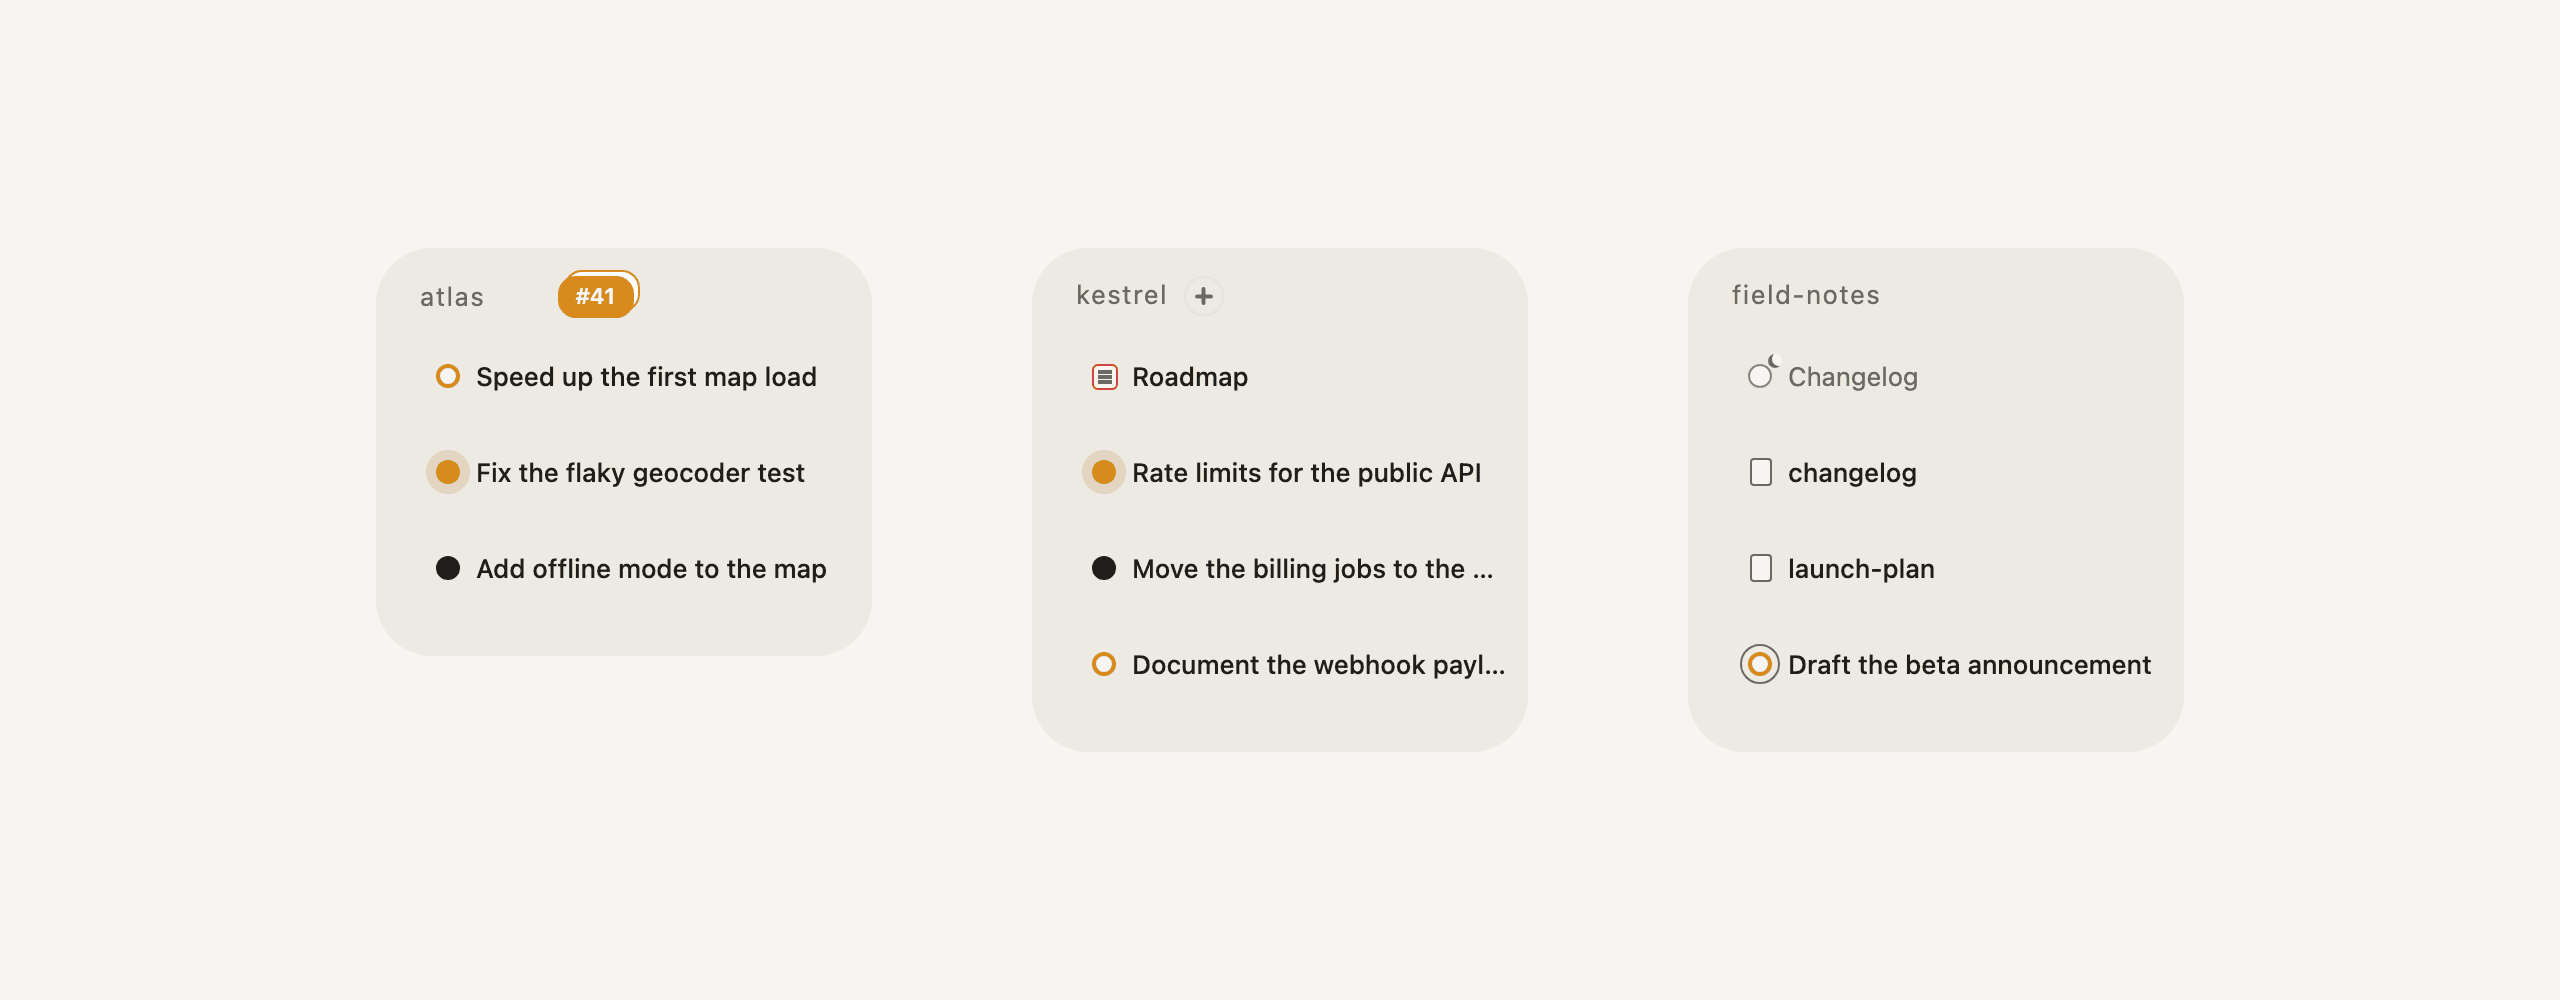 atlas
#41
Speed up the first map load
Fix the flaky geocoder test
Add offline mode to the map
kestrel
Roadmap
Rate limits for the public API
Move the billing jobs to the ...
Document the webhook payl...
field-notes
Changelog
changelog
launch-plan
Draft the beta announcement